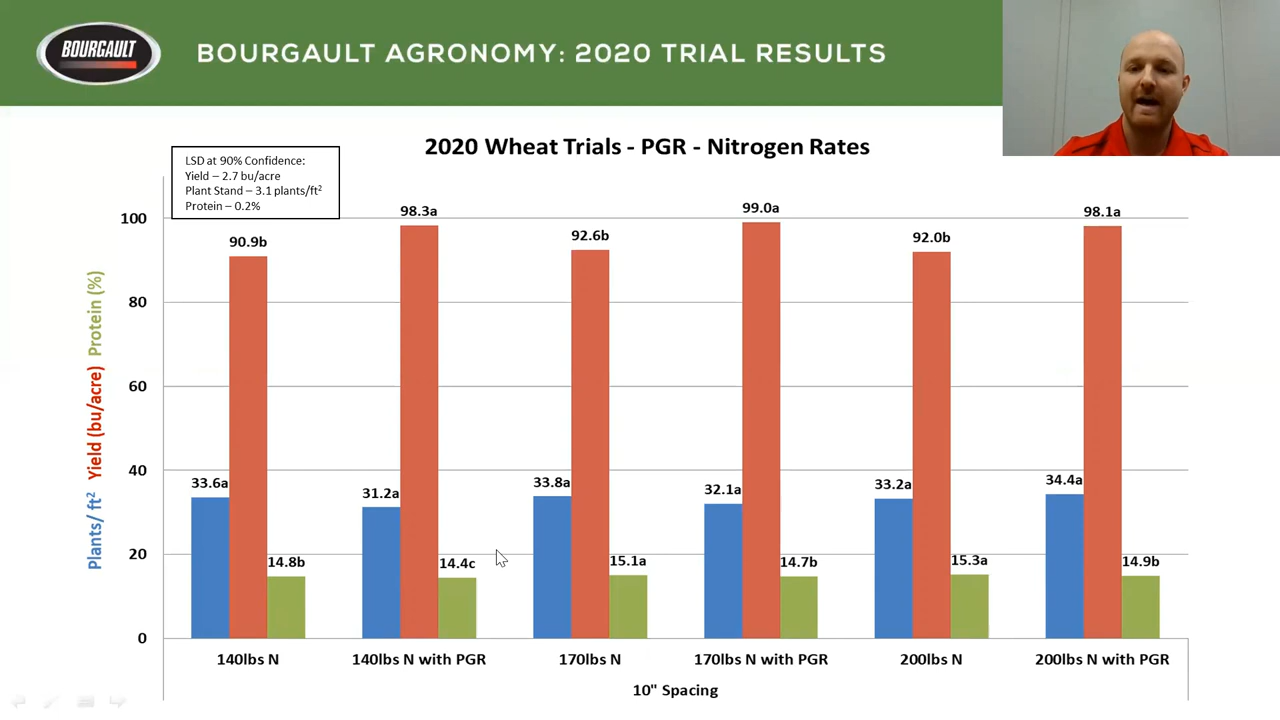 BOURGAULT
BOURGAULT AGRONOMY: 2020 TRIAL RESULTS
2020 Wheat Trials - PGR - Nitrogen Rates
LSD at 90% Confidence:
Yield – 2.7 bu/acre
Plant Stand – 3.1 plants/ft²
Protein – 0.2%
Plants/ ft² Yield (bu/acre) Protein (%)
100
80
60
40
20
0
33.6a
90.9b
14.8b
31.2a
98.3a
14.4c
33.8a
92.6b
15.1a
32.1a
99.0a
14.7b
33.2a
92.0b
15.3a
34.4a
98.1a
14.9b
140lbs N
140lbs N with PGR
170lbs N
170lbs N with PGR
200lbs N
200lbs N with PGR
10" Spacing